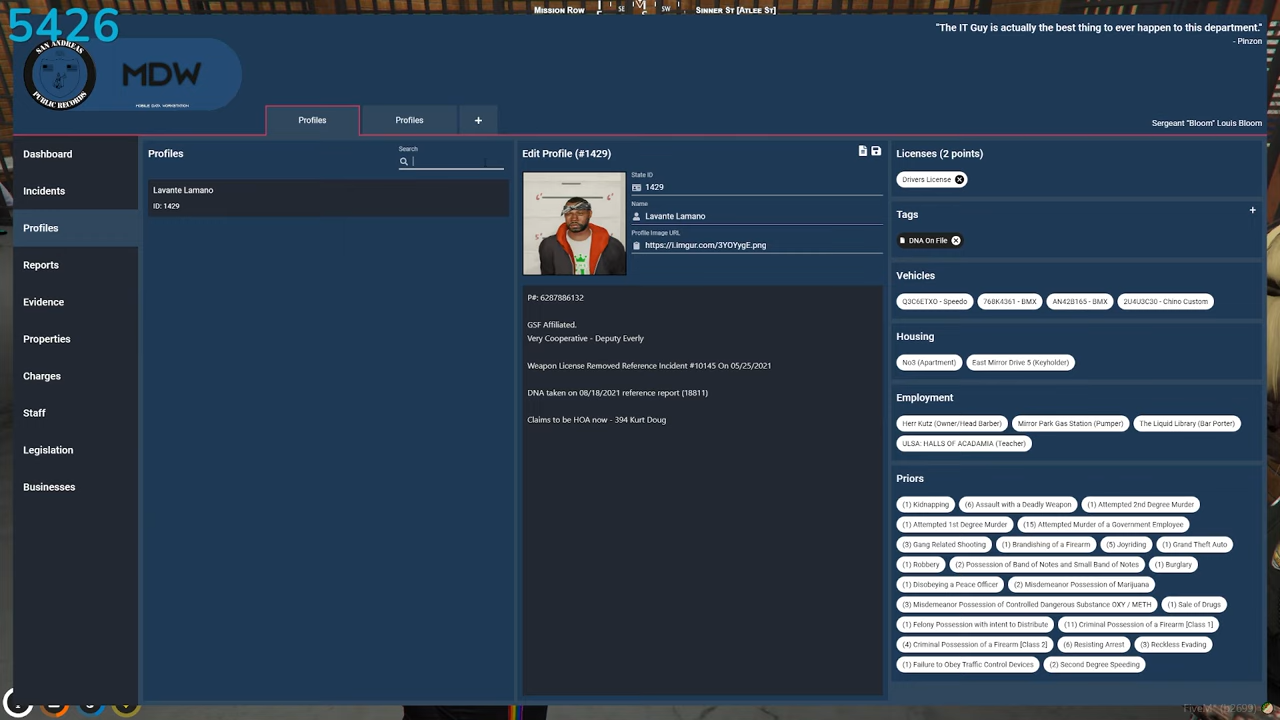 5426
Mission Row
SE
SW
Sinner St [Atlee St]
"The IT Guy is actually the best thing to ever happen to this department."
- Pinzon
SAN ANDREAS
PUBLIC RECORDS
MDW
MOBILE DATA WORKSTATION
Profiles
Profiles
+
Sergeant "Bloom" Louis Bloom
Dashboard
Incidents
Profiles
Reports
Evidence
Properties
Charges
Staff
Legislation
Businesses
Profiles
Search
Lavante Lamano
ID: 1429
Edit Profile (#1429)
State ID
1429
Name
Lavante Lamano
Profile Image URL
https://i.imgur.com/3YOYygE.png
P#: 6287886132
GSF Affiliated.
Very Cooperative - Deputy Everly
Weapon License Removed Reference Incident #10145 On 05/25/2021
DNA taken on 08/18/2021 reference report (18811)
Claims to be HOA now - 394 Kurt Doug
Licenses (2 points)
Drivers License
Tags
+
DNA On File
Vehicles
Q3C6ETXO - Speedo 768K4361 - BMX AN42B165 - BMX 2U4U3C30 - Chino Custom
Housing
No3 (Apartment) East Mirror Drive 5 (Keyholder)
Employment
Herr Kutz (Owner/Head Barber) Mirror Park Gas Station (Pumper) The Liquid Library (Bar Porter)
ULSA: HALLS OF ACADAMIA (Teacher)
Priors
(1) Kidnapping (6) Assault with a Deadly Weapon (1) Attempted 2nd Degree Murder
(1) Attempted 1st Degree Murder (15) Attempted Murder of a Government Employee
(3) Gang Related Shooting (1) Brandishing of a Firearm (5) Joyriding (1) Grand Theft Auto
(1) Robbery (2) Possession of Band of Notes and Small Band of Notes (1) Burglary
(1) Disobeying a Peace Officer (2) Misdemeanor Possession of Marijuana
(3) Misdemeanor Possession of Controlled Dangerous Substance OXY / METH (1) Sale of Drugs
(1) Felony Possession with intent to Distribute (11) Criminal Possession of a Firearm [Class 1]
(4) Criminal Possession of a Firearm [Class 2] (6) Resisting Arrest (3) Reckless Evading
(1) Failure to Obey Traffic Control Devices (2) Second Degree Speeding